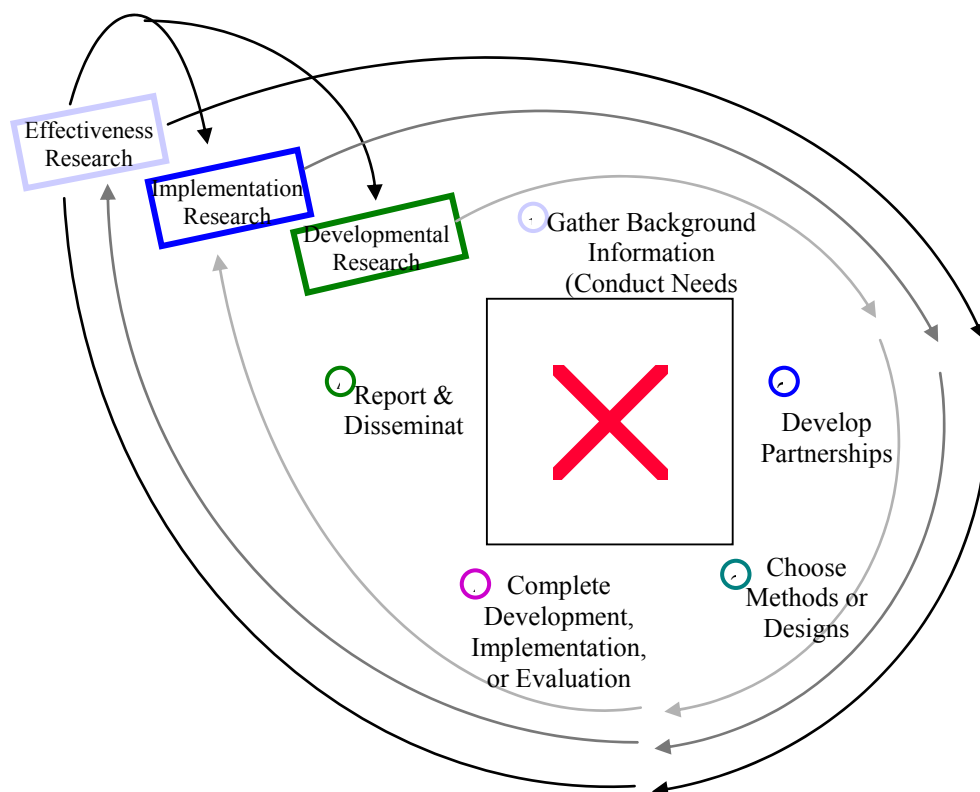 Effectiveness
Research
Implementation
Research
Developmental
Research
Gather Background
Information
(Conduct Needs
Develop
Partnerships
Choose
Methods or
Designs
Complete
Development,
Implementation,
or Evaluation
Report &
Disseminat